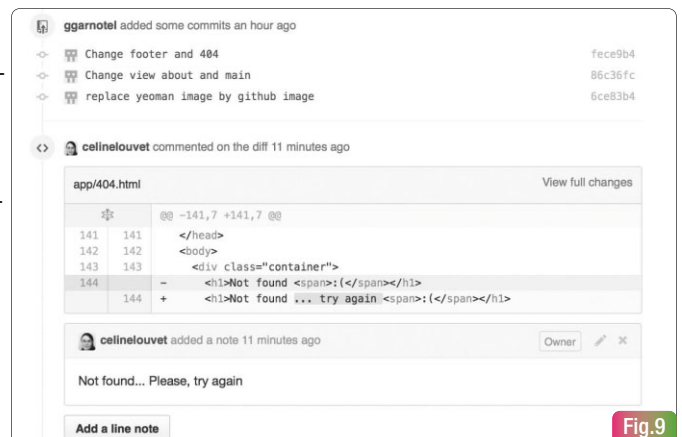 ggarnotel added some commits an hour ago
Change footer and 404 fece9b4
Change view about and main 86c36fc
replace yeoman image by github image 6ce83b4
<> celinelouvet commented on the diff 11 minutes ago
app/404.html View full changes
@@ -141,7 +141,7 @@
141 141 </head>
142 142 <body>
143 143 <div class="container">
144 - <h1>Not found <span>:(</span></h1>
144 + <h1>Not found ... try again <span>:(</span></h1>
celinelouvet added a note 11 minutes ago Owner
Not found... Please, try again
Add a line note
Fig.9